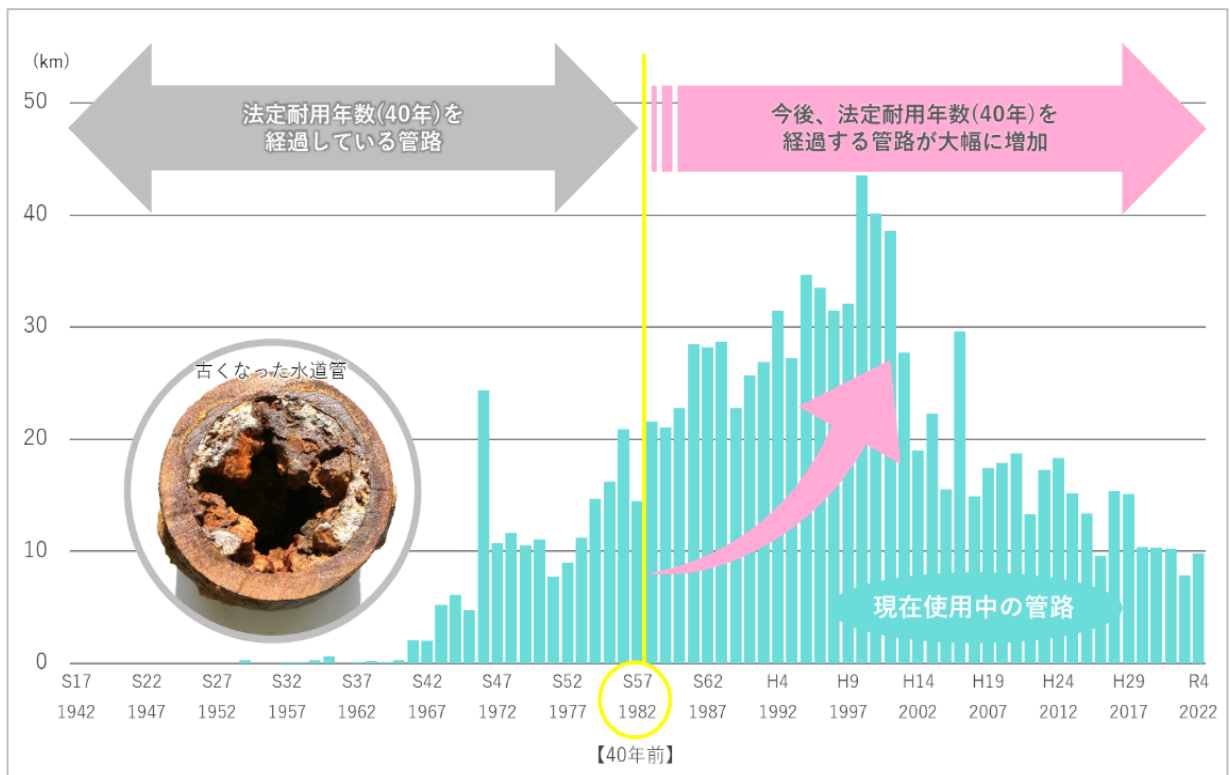 (km)
50
40
30
20
10
0
法定耐用年数(40年)を
経過している管路
今後、法定耐用年数(40年)を
経過する管路が大幅に増加
古くなった水道管
現在使用中の管路
S17 S22 S27 S32 S37 S42 S47 S52 S57 S62 H4 H9 H14 H19 H24 H29 R4
1942 1947 1952 1957 1962 1967 1972 1977 1982 1987 1992 1997 2002 2007 2012 2017 2022
【40年前】